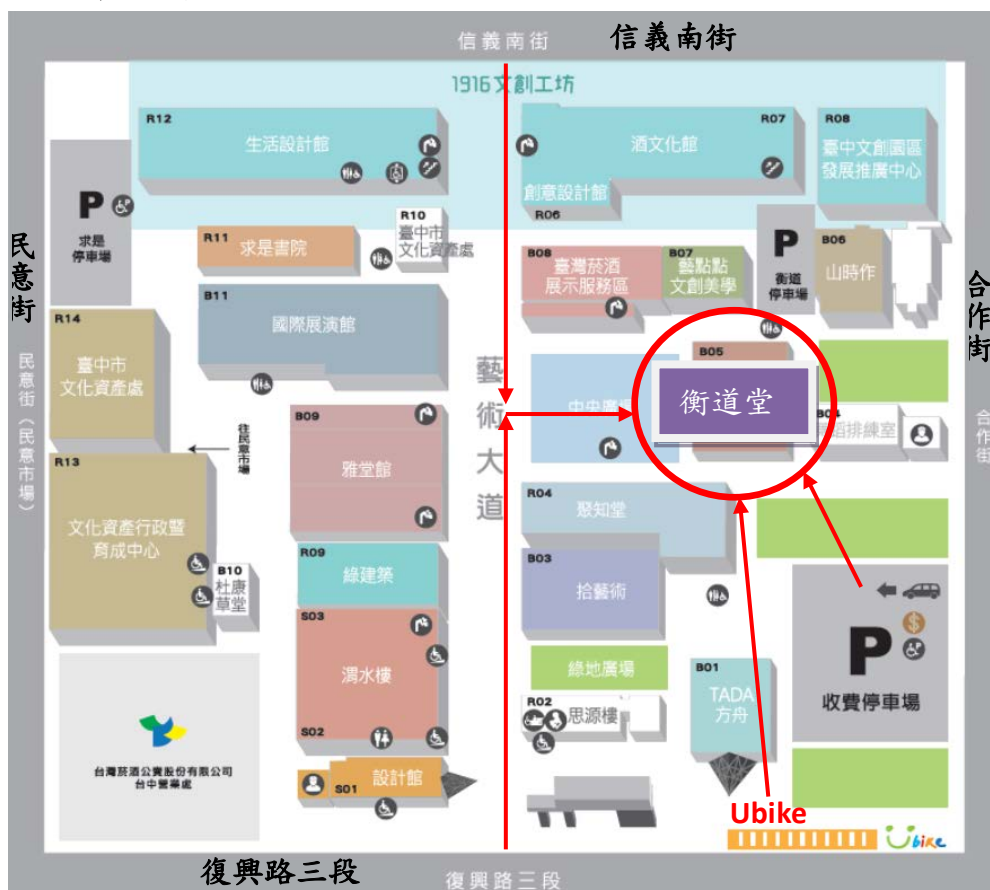 信義南街
信義南街
1916文創工坊
R12
生活設計館
R07
酒文化館
創意設計館
R06
R08
臺中文創園區
發展推廣中心
P
求是
停車場
R11
求是書院
R10
臺中市
文化資產處
B08
臺灣菸酒
展示服務區
B07
藝點點
文創美學
P
衡道
停車場
B06
山時作
民意街
民意街(民意市場)
合作街
合作街
B11
國際展演館
R14
臺中市
文化資產處
藝術大道
中央廣場
B05
衡道堂
B04
排練室
往民意市場
B09
雅堂館
R13
文化資產行政暨
育成中心
B10
杜康
草堂
R04
聚知堂
R09
綠建築
B03
拾藝術
S03
渭水樓
S02
綠地廣場
R02
思源樓
B01
TADA
方舟
P
$
收費停車場
台灣菸酒公賣股份有限公司
台中營業處
S01
設計館
Ubike
Ubike
復興路三段
復興路三段